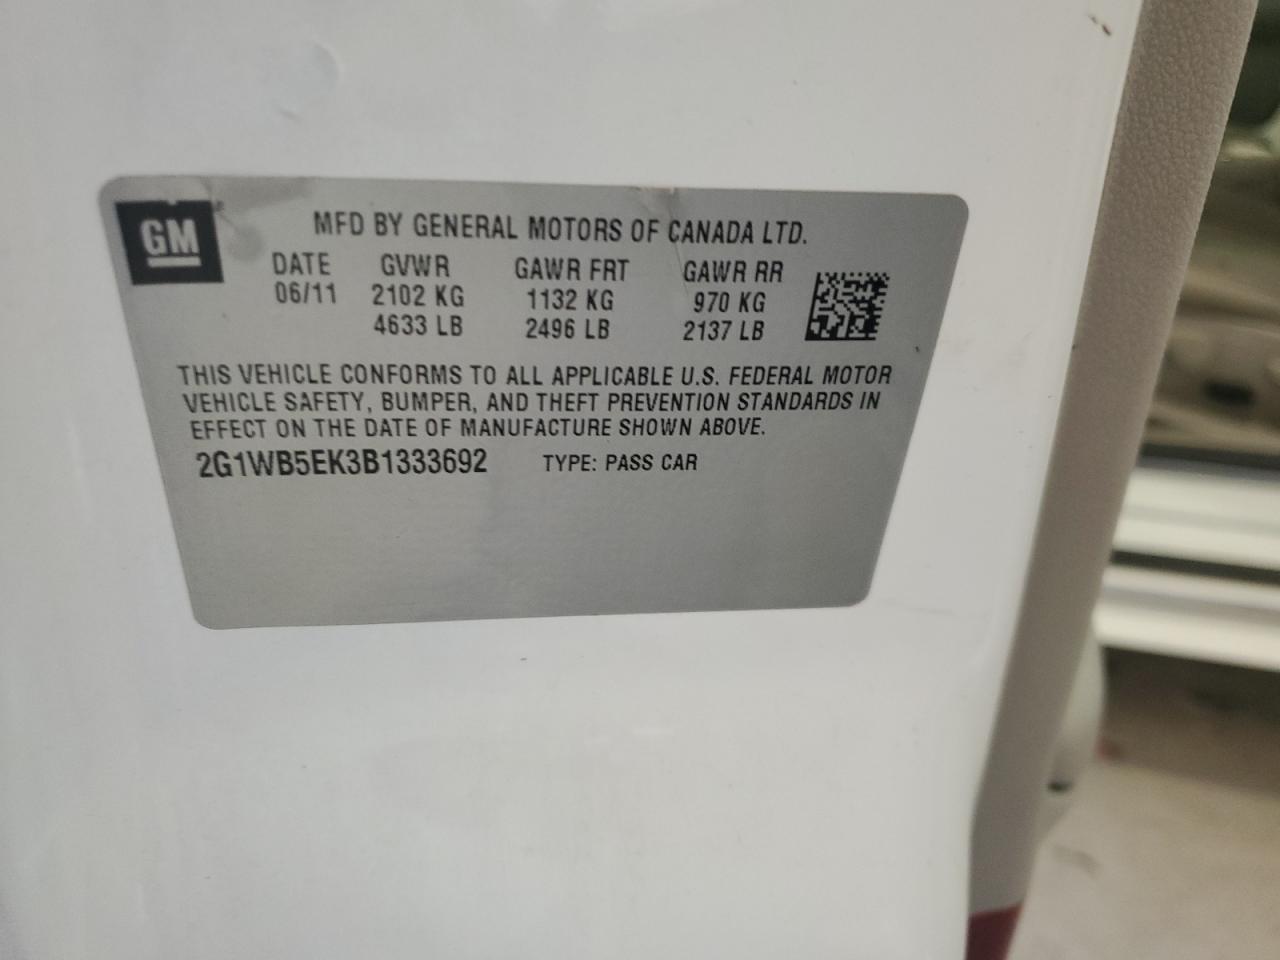 GM
MFD BY GENERAL MOTORS OF CANADA LTD.
DATE GVWR GAWR FRT GAWR RR
06/11 2102 KG 1132 KG 970 KG
4633 LB 2496 LB 2137 LB
THIS VEHICLE CONFORMS TO ALL APPLICABLE U.S. FEDERAL MOTOR
VEHICLE SAFETY, BUMPER, AND THEFT PREVENTION STANDARDS IN
EFFECT ON THE DATE OF MANUFACTURE SHOWN ABOVE.
2G1WB5EK3B1333692 TYPE: PASS CAR